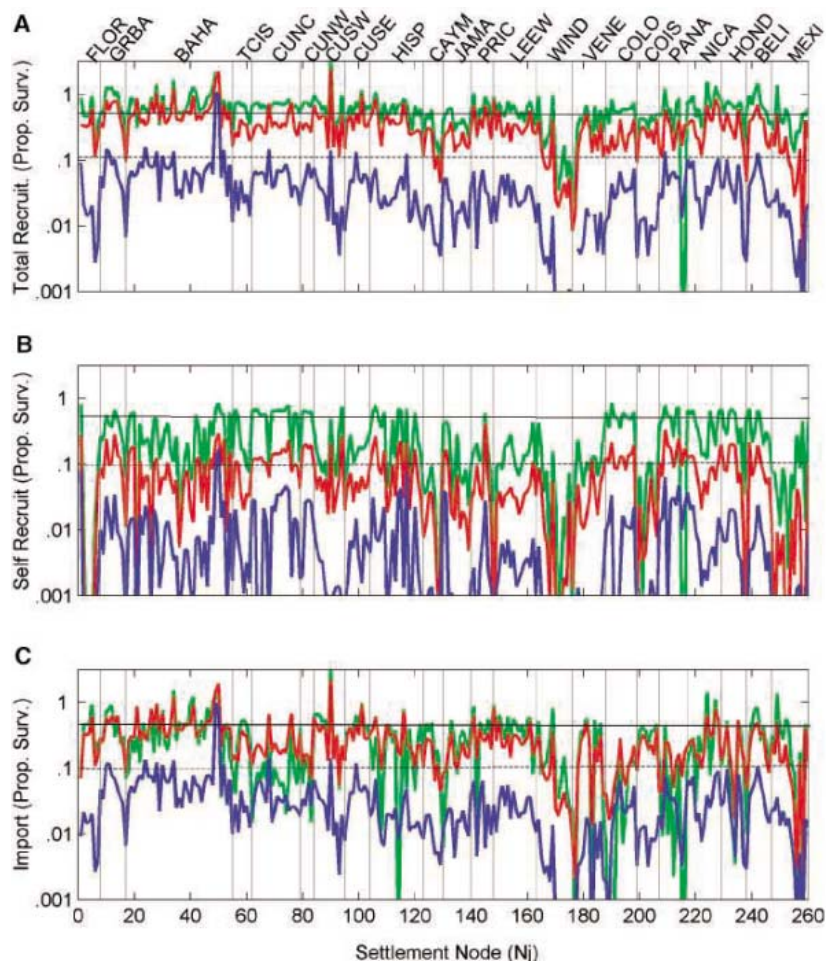 A
FLOR GRBA BAHA TCIS CUNC CUNW CUSW CUSE HISP CAYM JAMA PRIC LEEW WIND VENE COLO COIS PANA NICA HOND BELI MEXI
Total Recruit. (Prop. Surv.)
1
.1
.01
.001
B
Self Recruit (Prop. Surv.)
1
.1
.01
.001
C
Import (Prop. Surv.)
1
.1
.01
.001
0 20 40 60 80 100 120 140 160 180 200 220 240 260
Settlement Node (Nj)